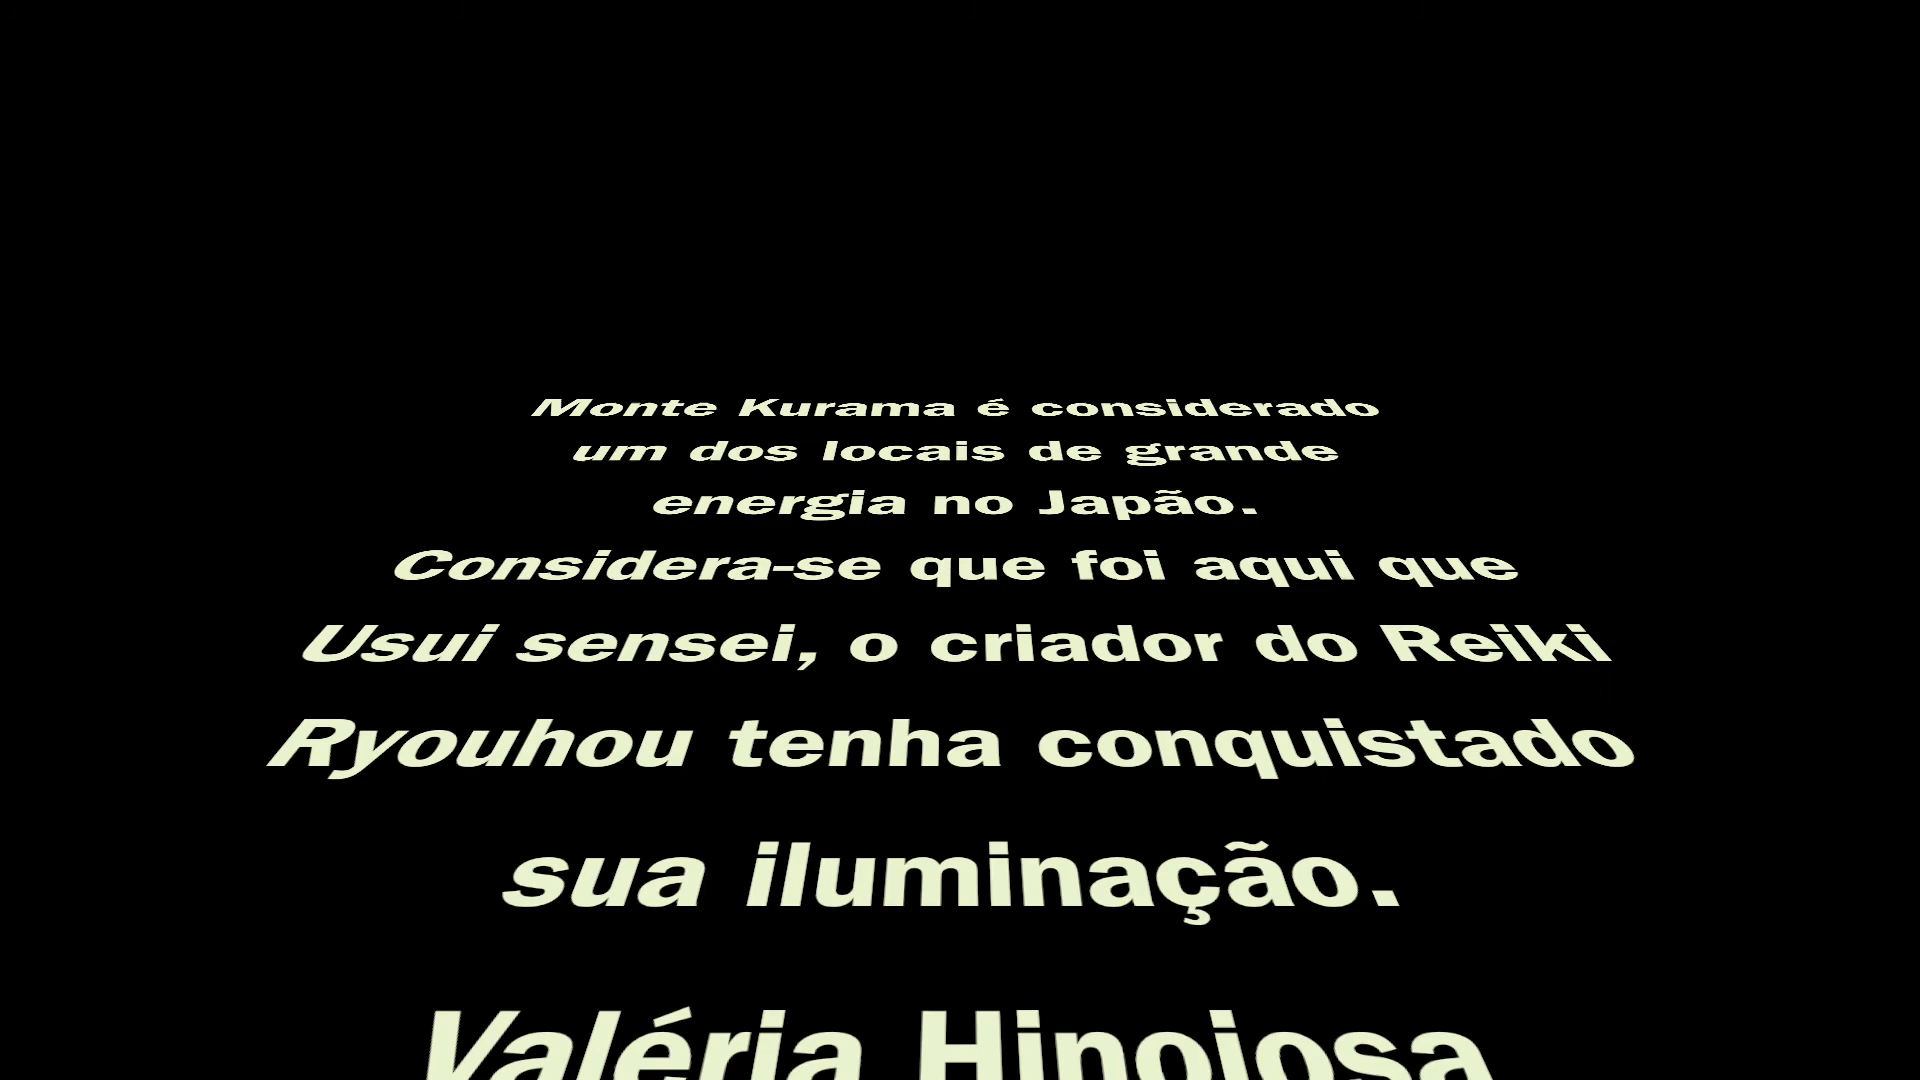 Monte Kurama é considerado
um dos locais de grande
energia no Japão.
Considera-se que foi aqui que
Usui sensei, o criador do Reiki
Ryouhou tenha conquistado
sua iluminação.
Valéria Hinojosa